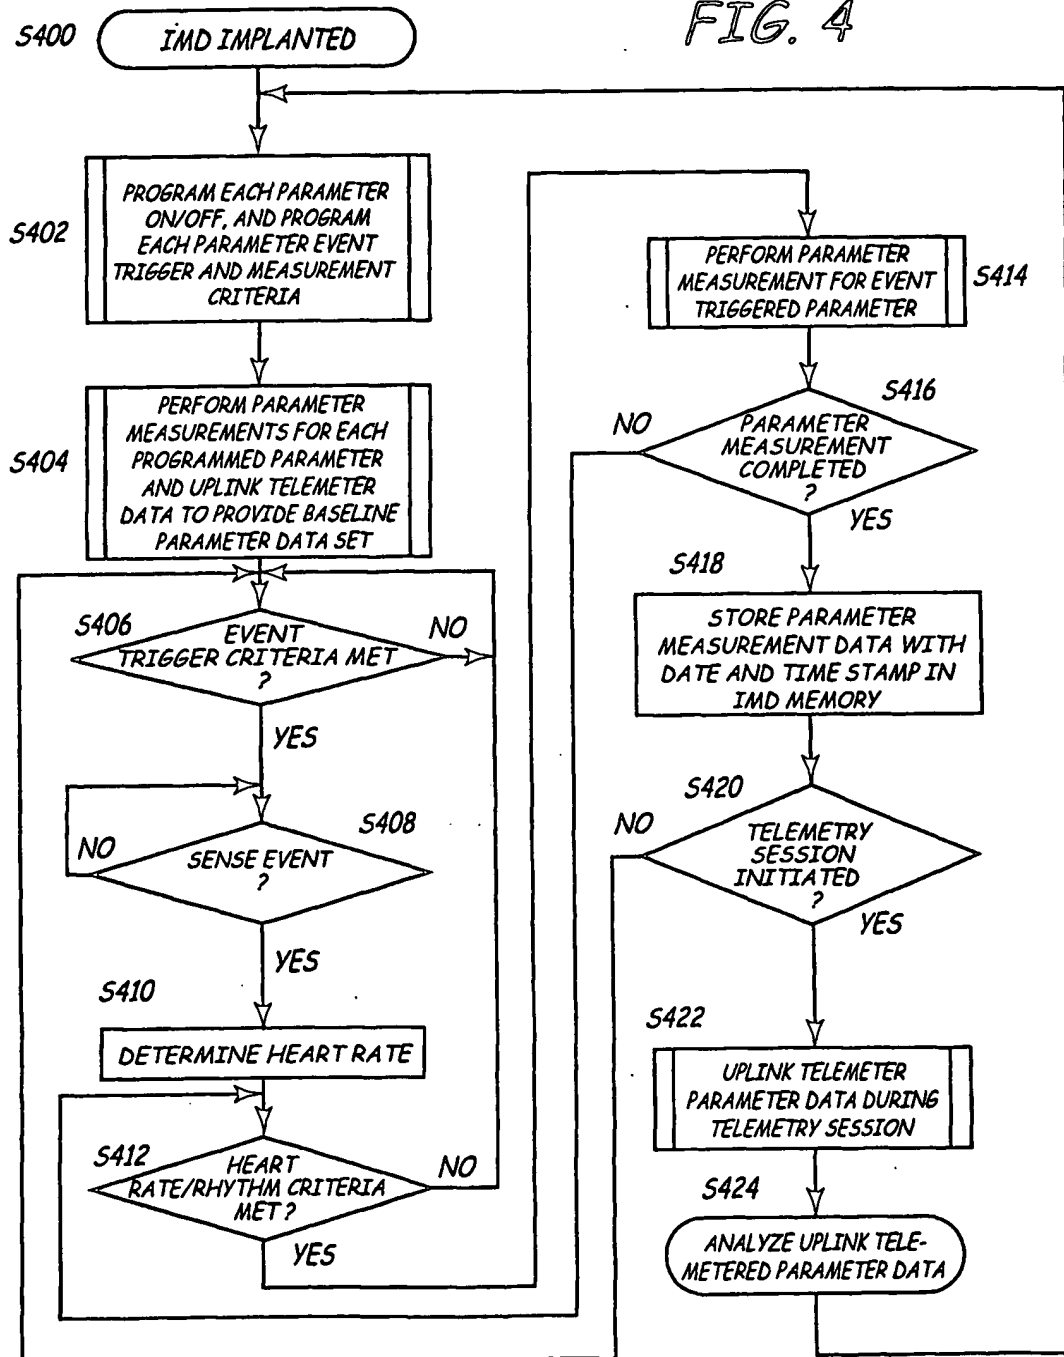 FIG. 4
S400
IMD IMPLANTED
S402
PROGRAM EACH PARAMETER
ON/OFF, AND PROGRAM
EACH PARAMETER EVENT
TRIGGER AND MEASUREMENT
CRITERIA
S404
PERFORM PARAMETER
MEASUREMENTS FOR EACH
PROGRAMMED PARAMETER
AND UPLINK TELEMETER
DATA TO PROVIDE BASELINE
PARAMETER DATA SET
S406
EVENT
TRIGGER CRITERIA MET
?
NO
YES
S408
SENSE EVENT
?
NO
YES
S410
DETERMINE HEART RATE
S412
HEART
RATE/RHYTHM CRITERIA
MET?
NO
YES
PERFORM PARAMETER
MEASUREMENT FOR EVENT
TRIGGERED PARAMETER
S414
S416
PARAMETER
MEASUREMENT
COMPLETED
?
NO
YES
S418
STORE PARAMETER
MEASUREMENT DATA WITH
DATE AND TIME STAMP IN
IMD MEMORY
S420
TELEMETRY
SESSION
INITIATED
?
NO
YES
S422
UPLINK TELEMETER
PARAMETER DATA DURING
TELEMETRY SESSION
S424
ANALYZE UPLINK TELE-
METERED PARAMETER DATA